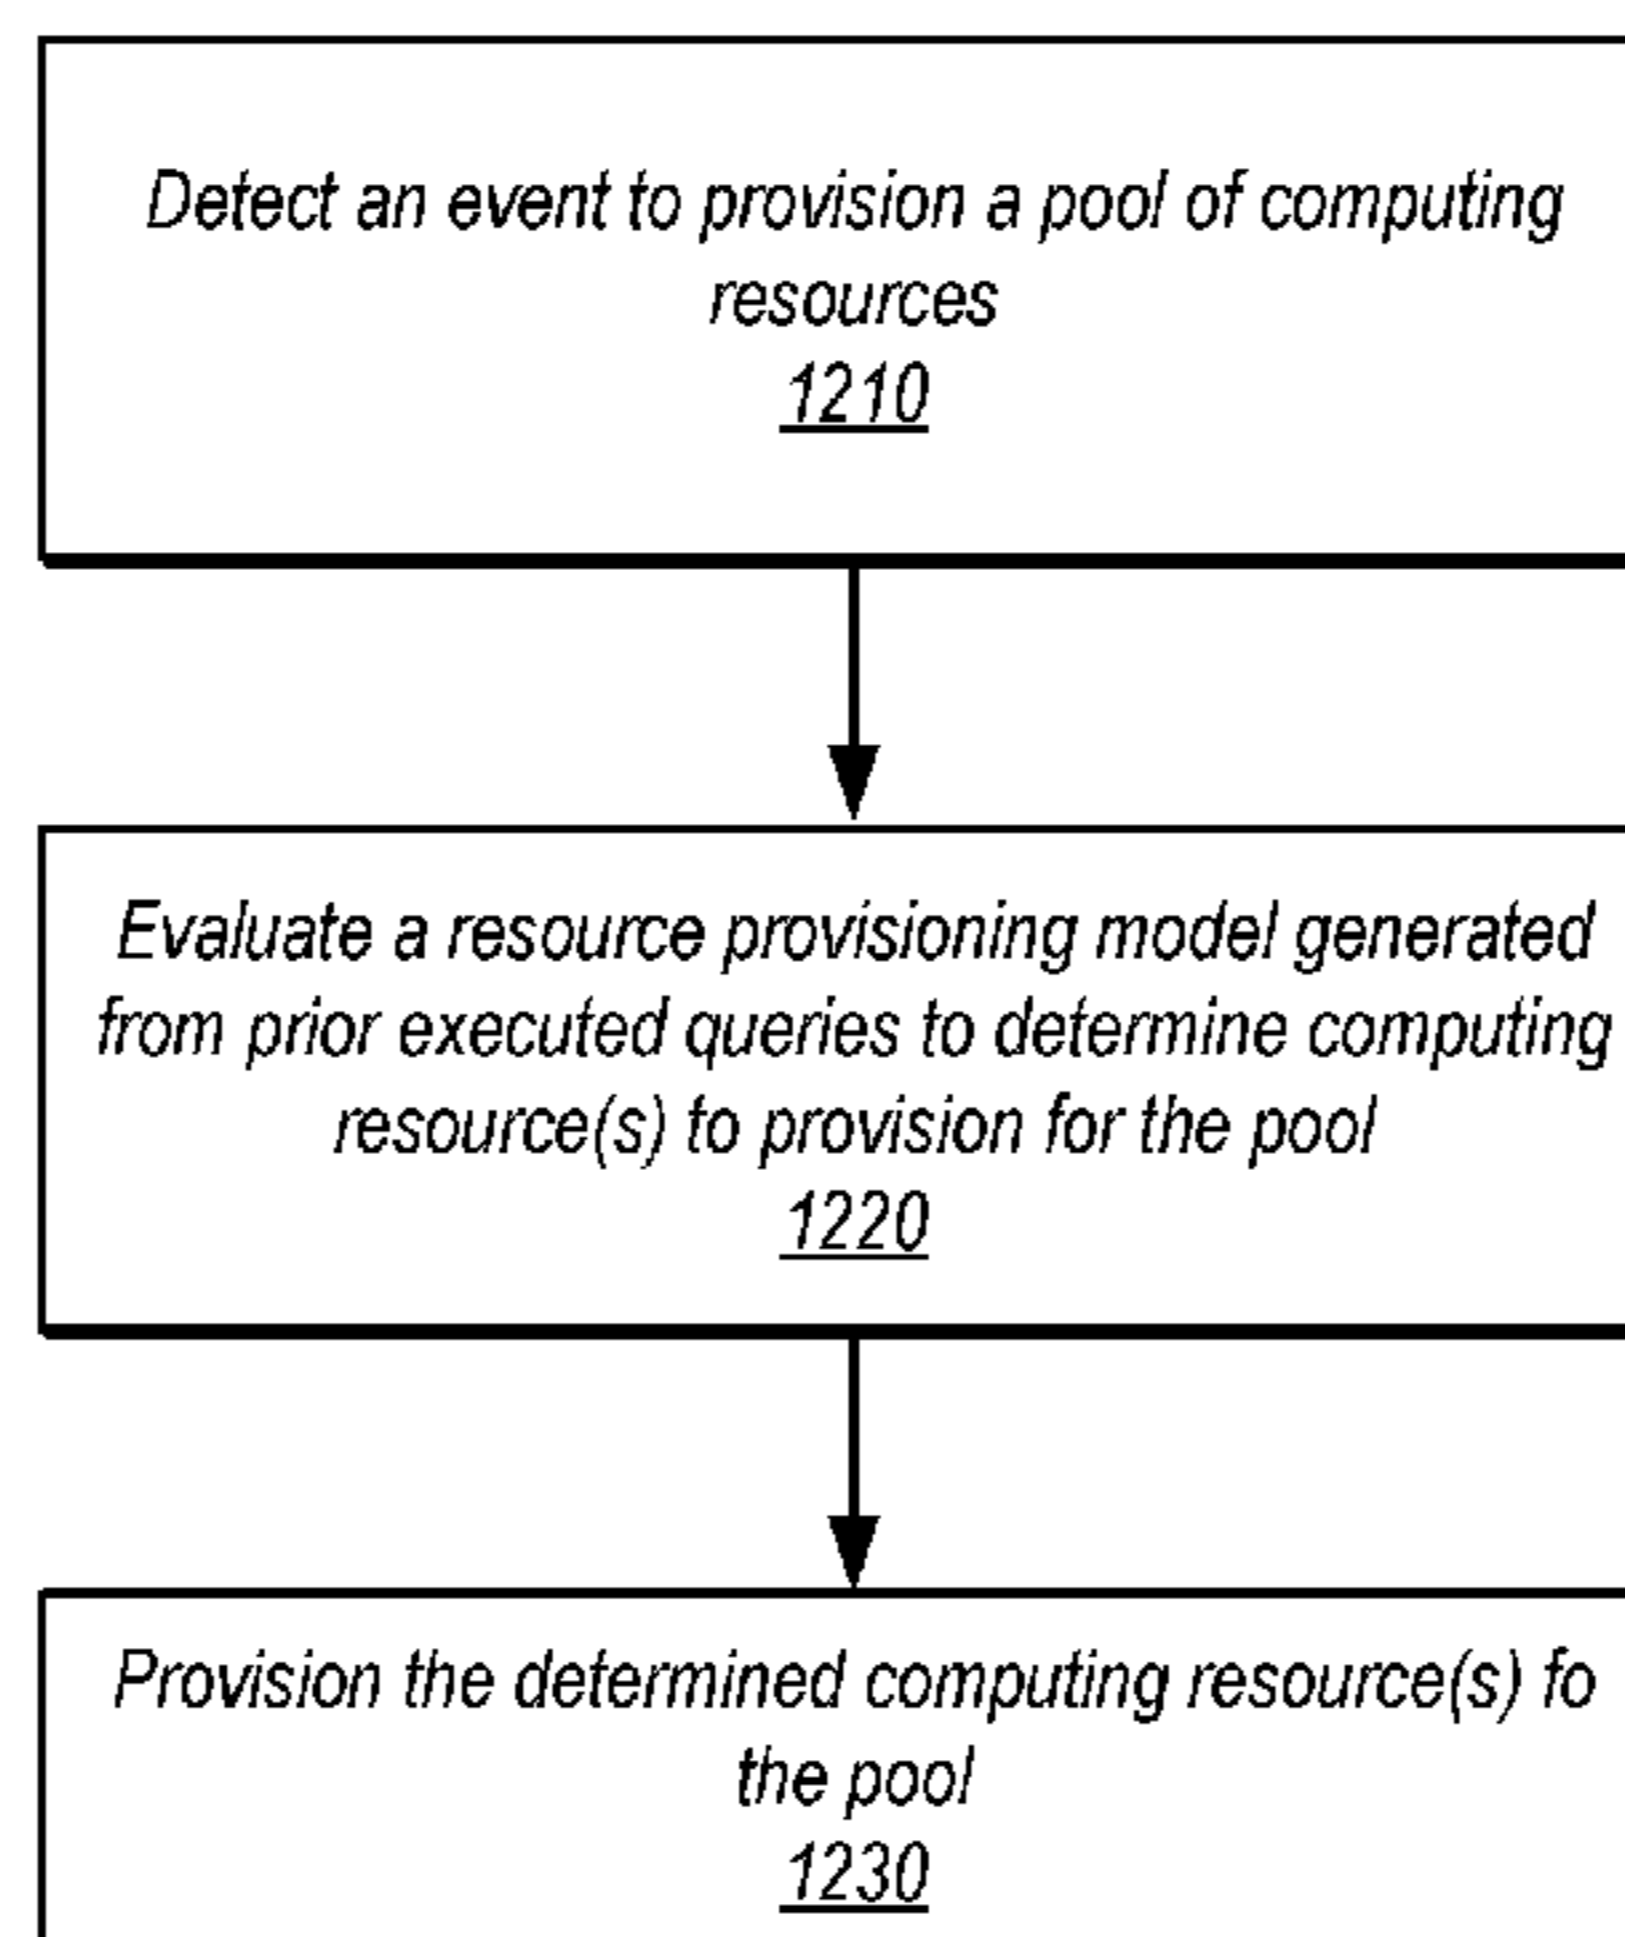 Detect an event to provision a pool of computing
resources
1210
Evaluate a resource provisioning model generated
from prior executed queries to determine computing
resource(s) to provision for the pool
1220
Provision the determined computing resource(s) fo
the pool
1230